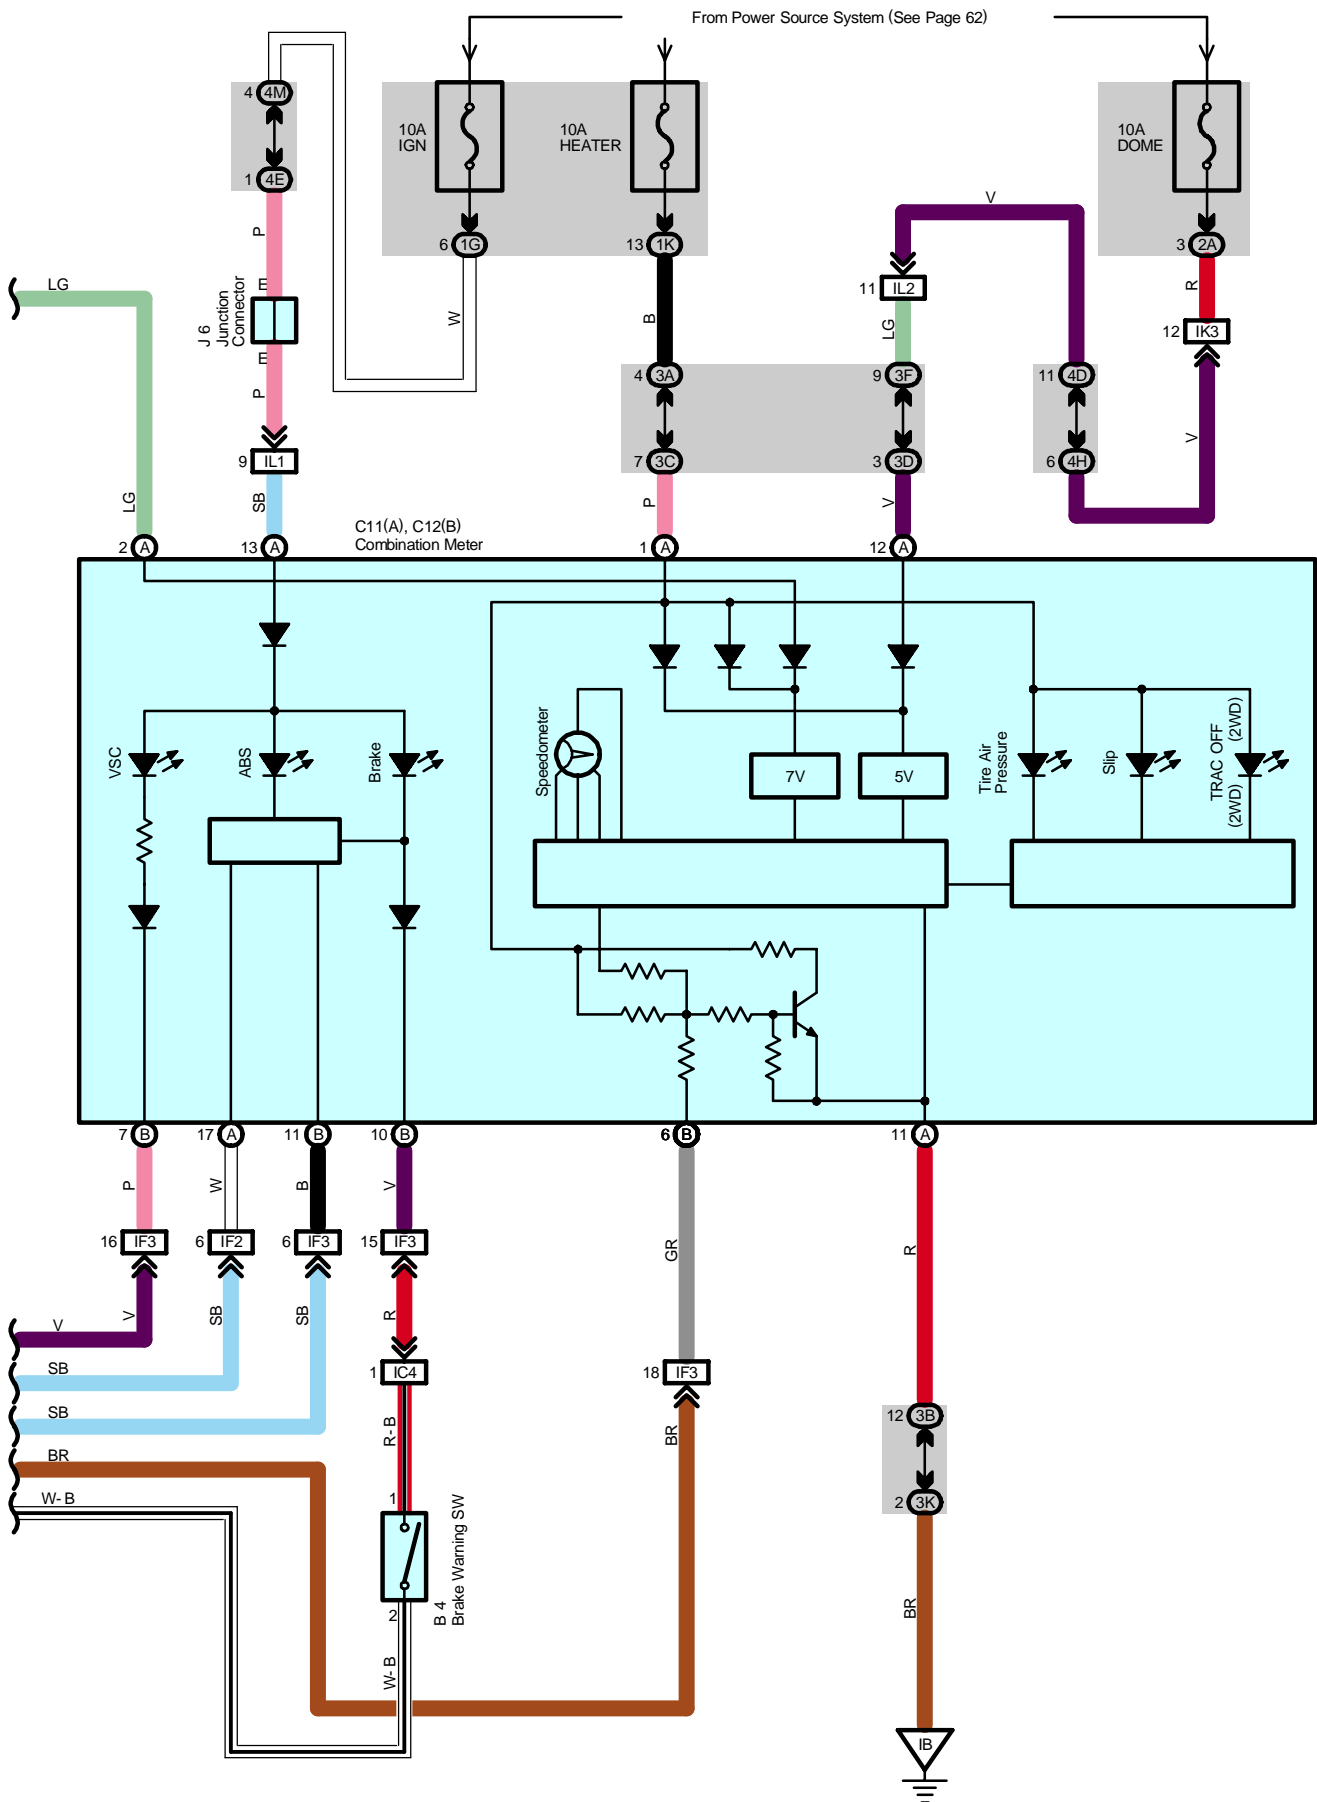 From Power Source System (See Page 62)
4 4M
10A
IGN
10A
HEATER
10A
DOME
1 4E
P
V
6 1G
13 1K
3 2A
LG
E
J 6
Junction
Connector
11 IL2
R
W
B
LG
12 IK3
E
P
4 3A
9 3F
11 4D
V
9 IL1
7 3C
3 3D
6 4H
LG
SB
P
V
C11(A), C12(B)
Combination Meter
2 A
13 A
1 A
12 A
VSC
ABS
Brake
Speedometer
7V
5V
Tire Air
Pressure
Slip
TRAC OFF
(2WD) (2WD)
7 B
17 A
11 B
10 B
6 B
11 A
P
W
B
V
16 IF3
6 IF2
6 IF3
15 IF3
GR
R
V
V
SB
SB
R
SB
1 IC4
18 IF3
SB
R-B
BR
12 3B
BR
W-B
1
2 3K
B 4
Brake Warning SW
2
W-B
BR
IB